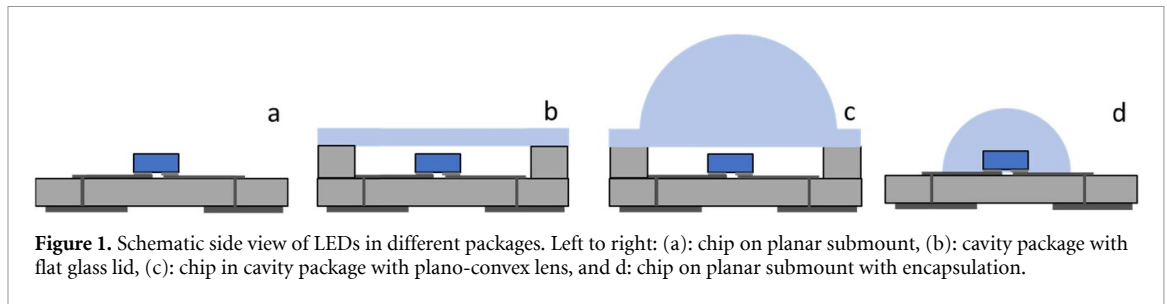 a
b
c
d
Figure 1. Schematic side view of LEDs in different packages. Left to right: (a): chip on planar submount, (b): cavity package with
flat glass lid, (c): chip in cavity package with plano-convex lens, and d: chip on planar submount with encapsulation.